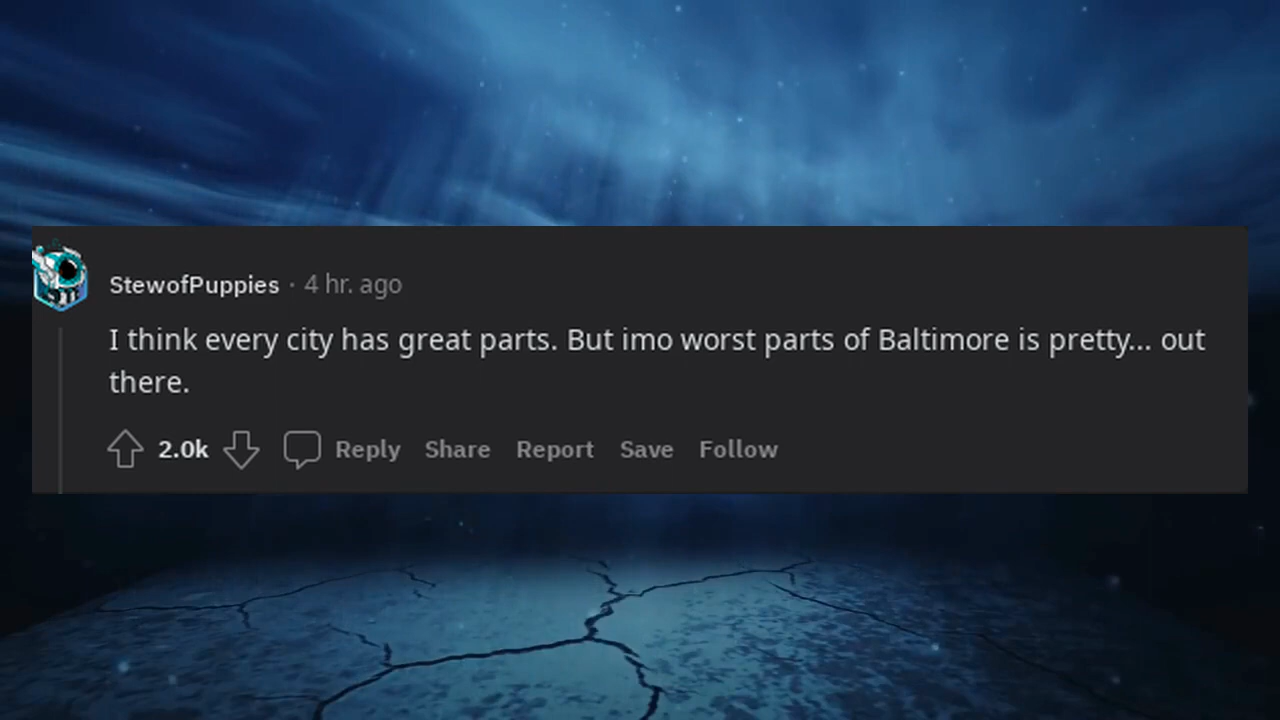 StewofPuppies · 4 hr. ago
I think every city has great parts. But imo worst parts of Baltimore is pretty... out
there.
2.0k Reply Share Report Save Follow